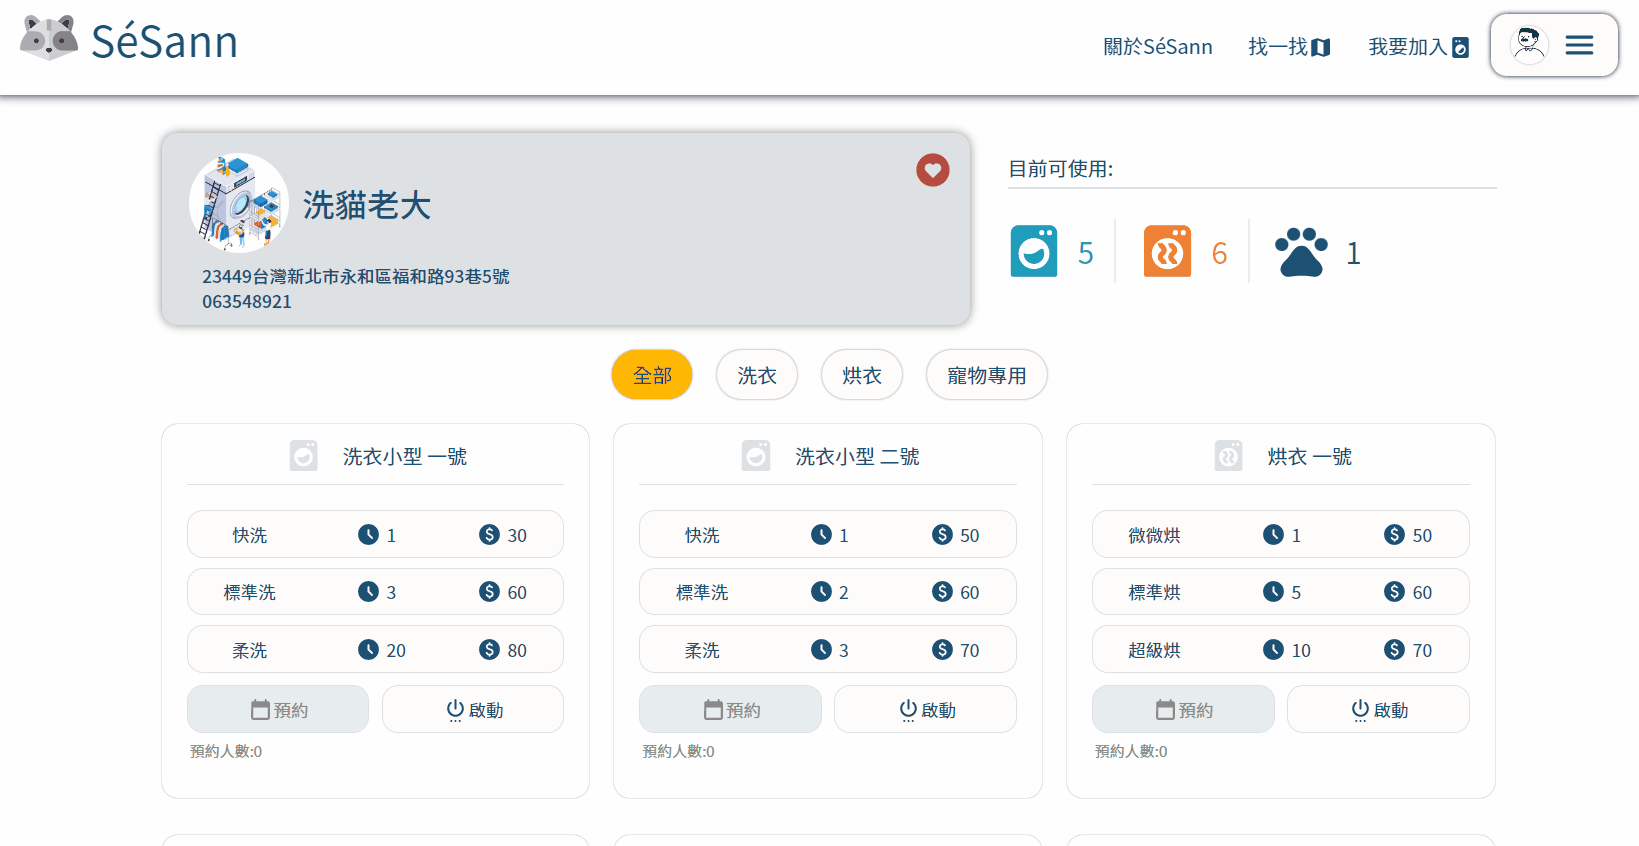 SéSann
關於SéSann 找一找 我要加入
洗貓老大
23449台灣新北市永和區福和路93巷5號
063548921
目前可使用:
5 6 1
全部 洗衣 烘衣 寵物專用
洗衣小型 一號
快洗 1 $ 30
標準洗 3 $ 60
柔洗 20 $ 80
預約 啟動
預約人數:0
洗衣小型 二號
快洗 1 $ 50
標準洗 2 $ 60
柔洗 3 $ 70
預約 啟動
預約人數:0
烘衣 一號
微微烘 1 $ 50
標準烘 5 $ 60
超級烘 10 $ 70
預約 啟動
預約人數:0